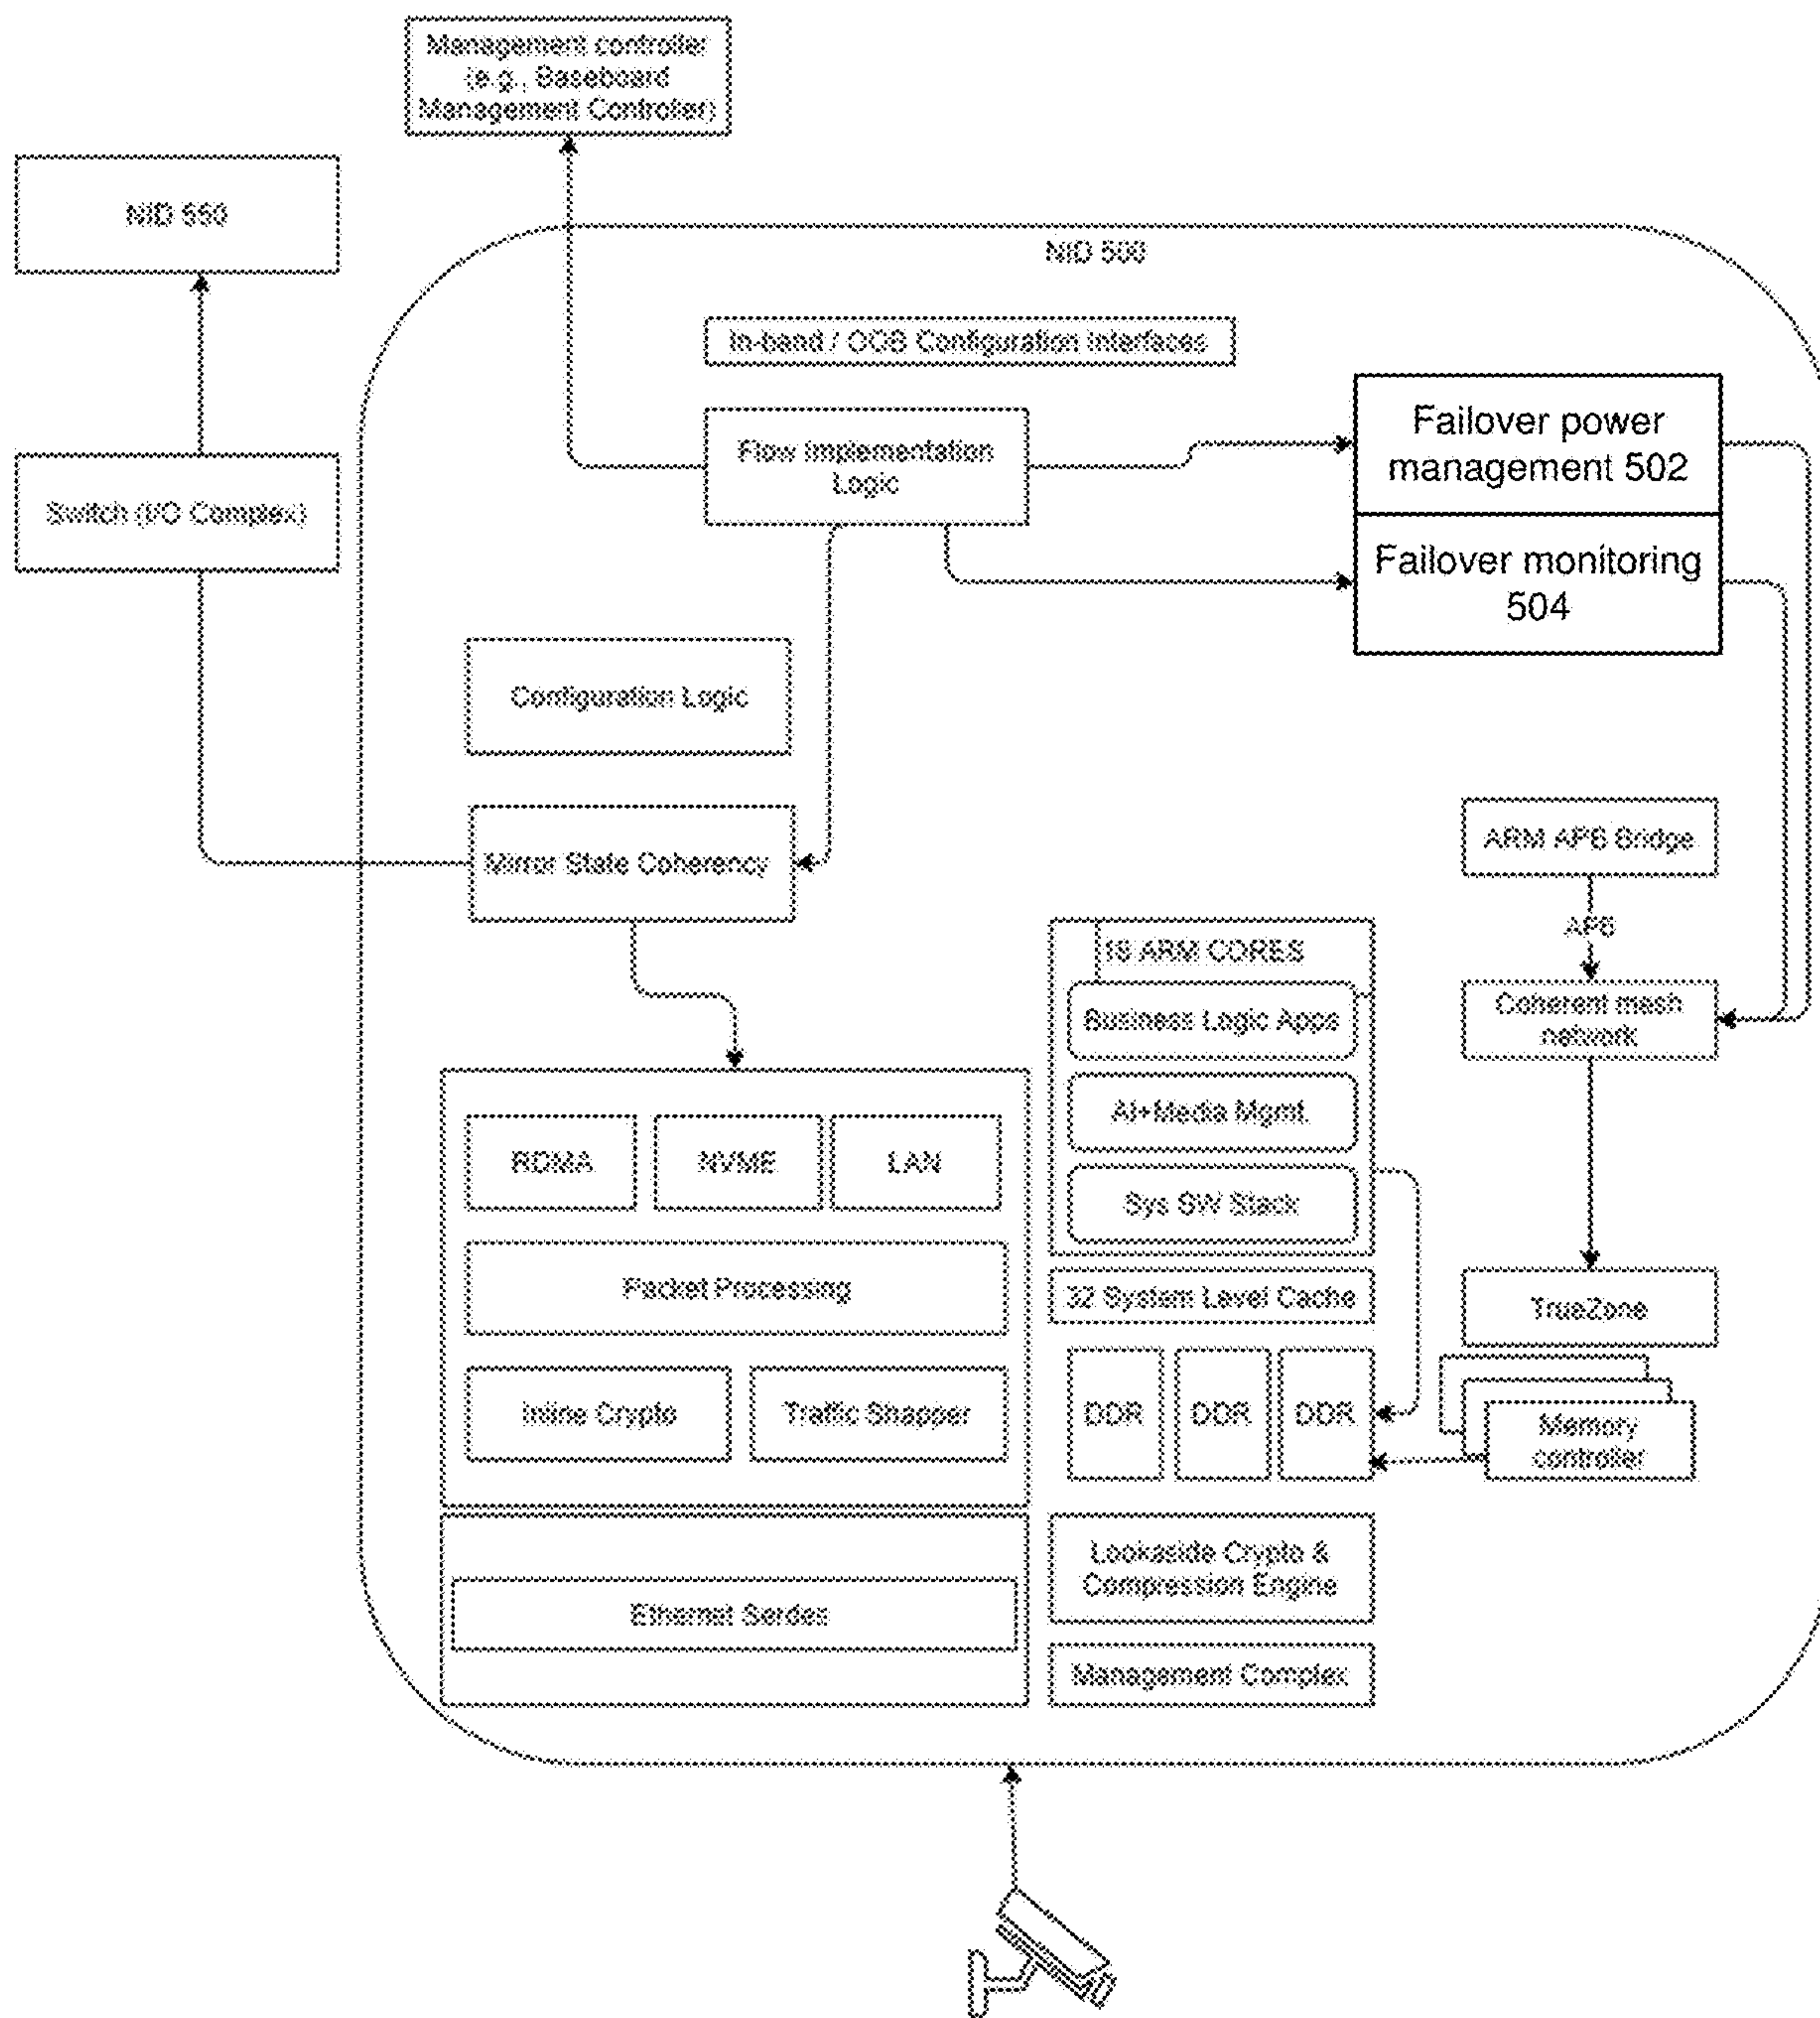 Management controller
(e.g., Baseboard
Management Controller)
NID 550
NID 500
In-band / OOB Configuration Interfaces
Flow Implementation
Logic
Failover power
management 502
Switch (I/O Complex)
Failover monitoring
504
Configuration Logic
ARM APB Bridge
Mirror State Coherency
APB
16 ARM CORES
Business Logic Apps
Coherent mesh
network
AI+Media Mgmt.
RDMA
NVME
LAN
Sys SW Stack
Packet Processing
32 System Level Cache
TrueZone
Inline Crypto
Traffic Shapper
DDR
DDR
DDR
Memory
controller
Lookaside Crypto &
Compression Engine
Ethernet Serdes
Management Complex